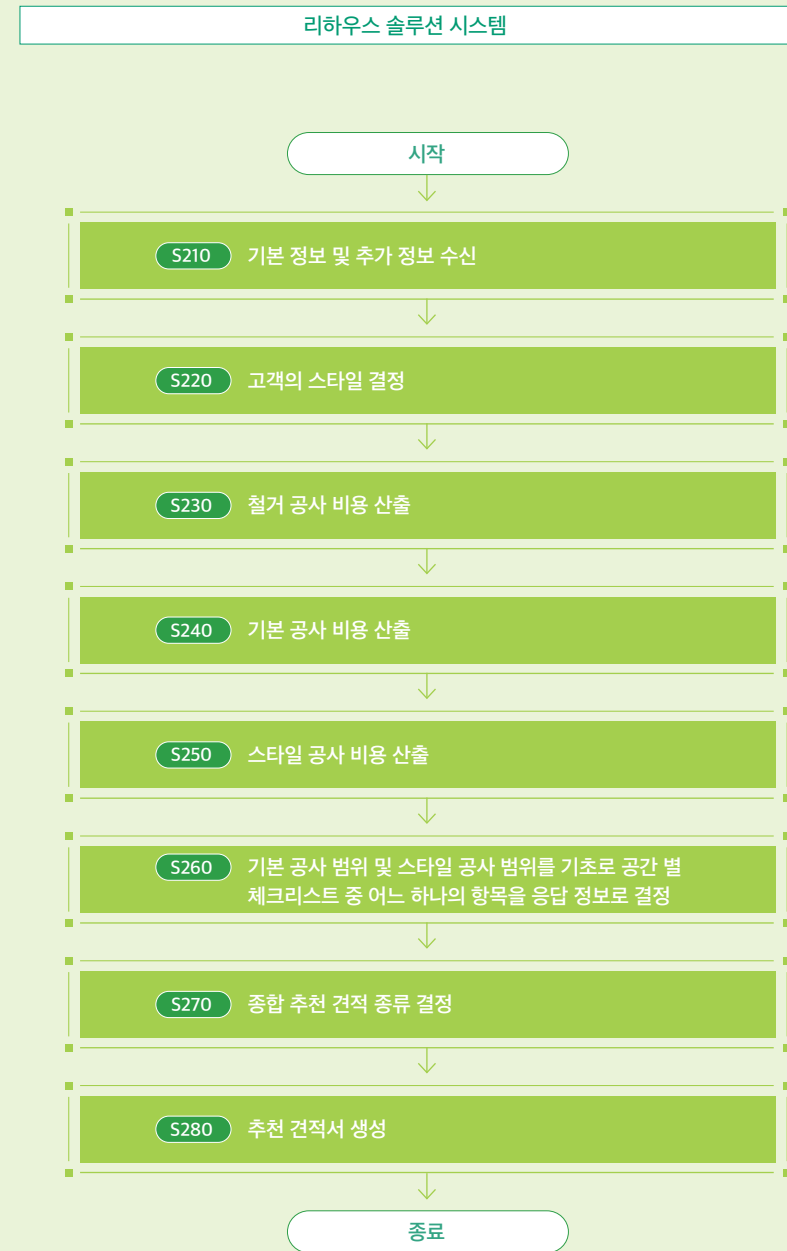 리하우스 솔루션 시스템
시작
S210 기본 정보 및 추가 정보 수신
S220 고객의 스타일 결정
S230 철거 공사 비용 산출
S240 기본 공사 비용 산출
S250 스타일 공사 비용 산출
S260 기본 공사 범위 및 스타일 공사 범위를 기초로 공간 별
체크리스트 중 어느 하나의 항목을 응답 정보로 결정
S270 종합 추천 견적 종류 결정
S280 추천 견적서 생성
종료